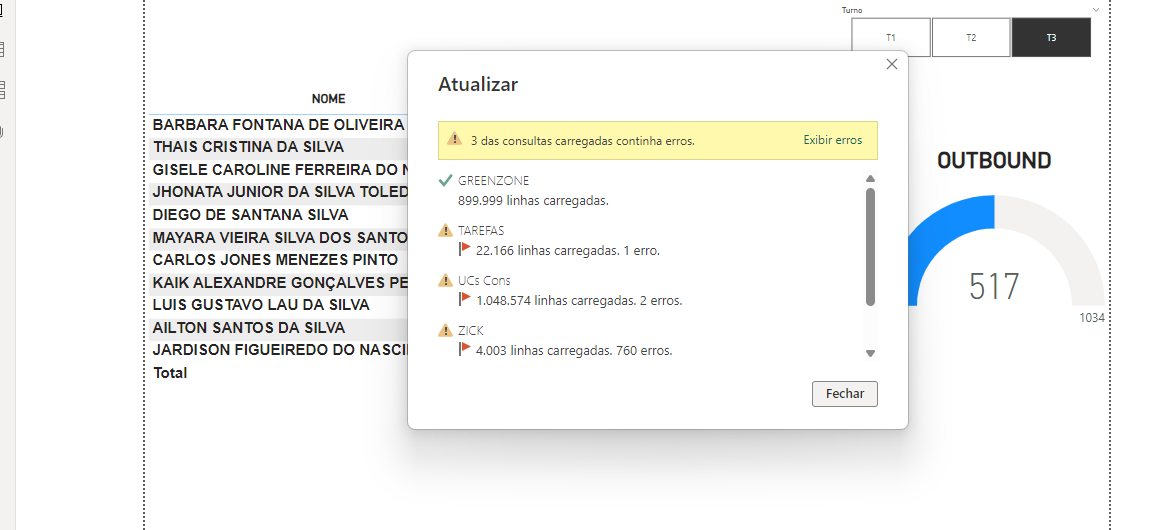 Turno
T1
T2
T3
Atualizar
3 das consultas carregadas continha erros.
Exibir erros
GREENZONE
899.999 linhas carregadas.
TAREFAS
22.166 linhas carregadas. 1 erro.
UCs Cons
1.048.574 linhas carregadas. 2 erros.
ZICK
4.003 linhas carregadas. 760 erros.
Fechar
NOME
BARBARA FONTANA DE OLIVEIRA
THAIS CRISTINA DA SILVA
GISELE CAROLINE FERREIRA DO
JHONATA JUNIOR DA SILVA TOLED
DIEGO DE SANTANA SILVA
MAYARA VIEIRA SILVA DOS SANTO
CARLOS JONES MENEZES PINTO
KAIK ALEXANDRE GONÇALVES PE
LUIS GUSTAVO LAU DA SILVA
AILTON SANTOS DA SILVA
JARDISON FIGUEIREDO DO NASCI
Total
OUTBOUND
517
1034